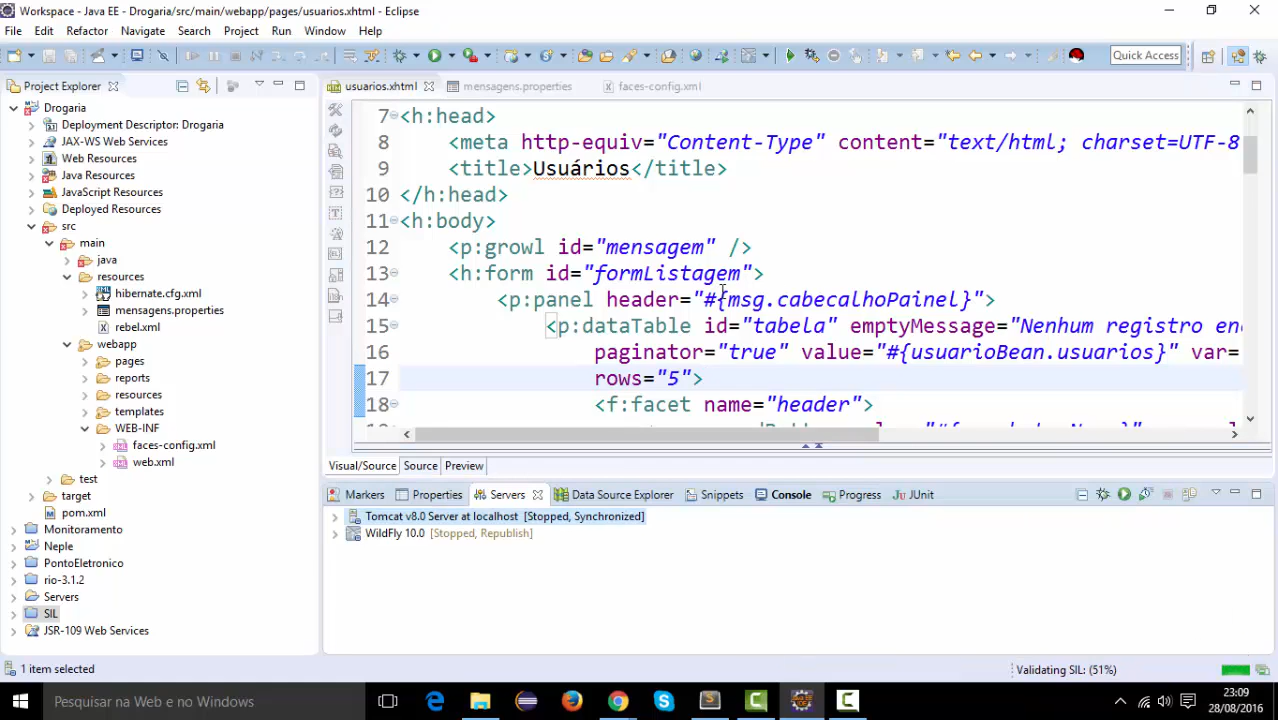 Workspace - Java EE - Drogaria/src/main/webapp/pages/usuarios.xhtml - Eclipse
File Edit Refactor Navigate Search Project Run Window Help
Quick Access
Project Explorer
usuarios.xhtml mensagens.properties faces-config.xml
Drogaria
Deployment Descriptor: Drogaria
JAX-WS Web Services
Web Resources
Java Resources
JavaScript Resources
Deployed Resources
src
main
java
resources
hibernate.cfg.xml
mensagens.properties
rebel.xml
webapp
pages
reports
resources
templates
WEB-INF
faces-config.xml
web.xml
test
target
pom.xml
Monitoramento
Neple
PontoEletronico
rio-3.1.2
Servers
SIL
JSR-109 Web Services
7 <h:head>
8 <meta http-equiv="Content-Type" content="text/html; charset=UTF-8
9 <title>Usuários</title>
10 </h:head>
11 <h:body>
12 <p:growl id="mensagem" />
13 <h:form id="formListagem">
14 <p:panel header="#{msg.cabecalhoPainel}">
15 <p:dataTable id="tabela" emptyMessage="Nenhum registro enc
16 paginator="true" value="#{usuarioBean.usuarios}" var=
17 rows="5">
18 <f:facet name="header">
Visual/Source Source Preview
Markers Properties Servers Data Source Explorer Snippets Console Progress JUnit
Tomcat v8.0 Server at localhost [Stopped, Synchronized]
WildFly 10.0 [Stopped, Republish]
1 item selected
Validating SIL: (51%)
Pesquisar na Web e no Windows
23:09
28/08/2016